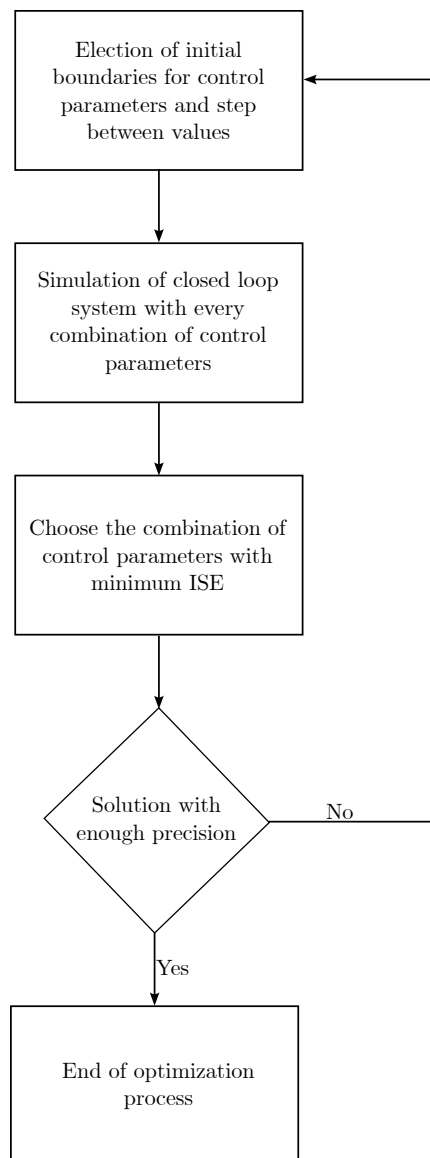 Election of initial
boundaries for control
parameters and step
between values
Simulation of closed loop
system with every
combination of control
parameters
Choose the combination of
control parameters with
minimum ISE
Solution with
enough precision
No
Yes
End of optimization
process